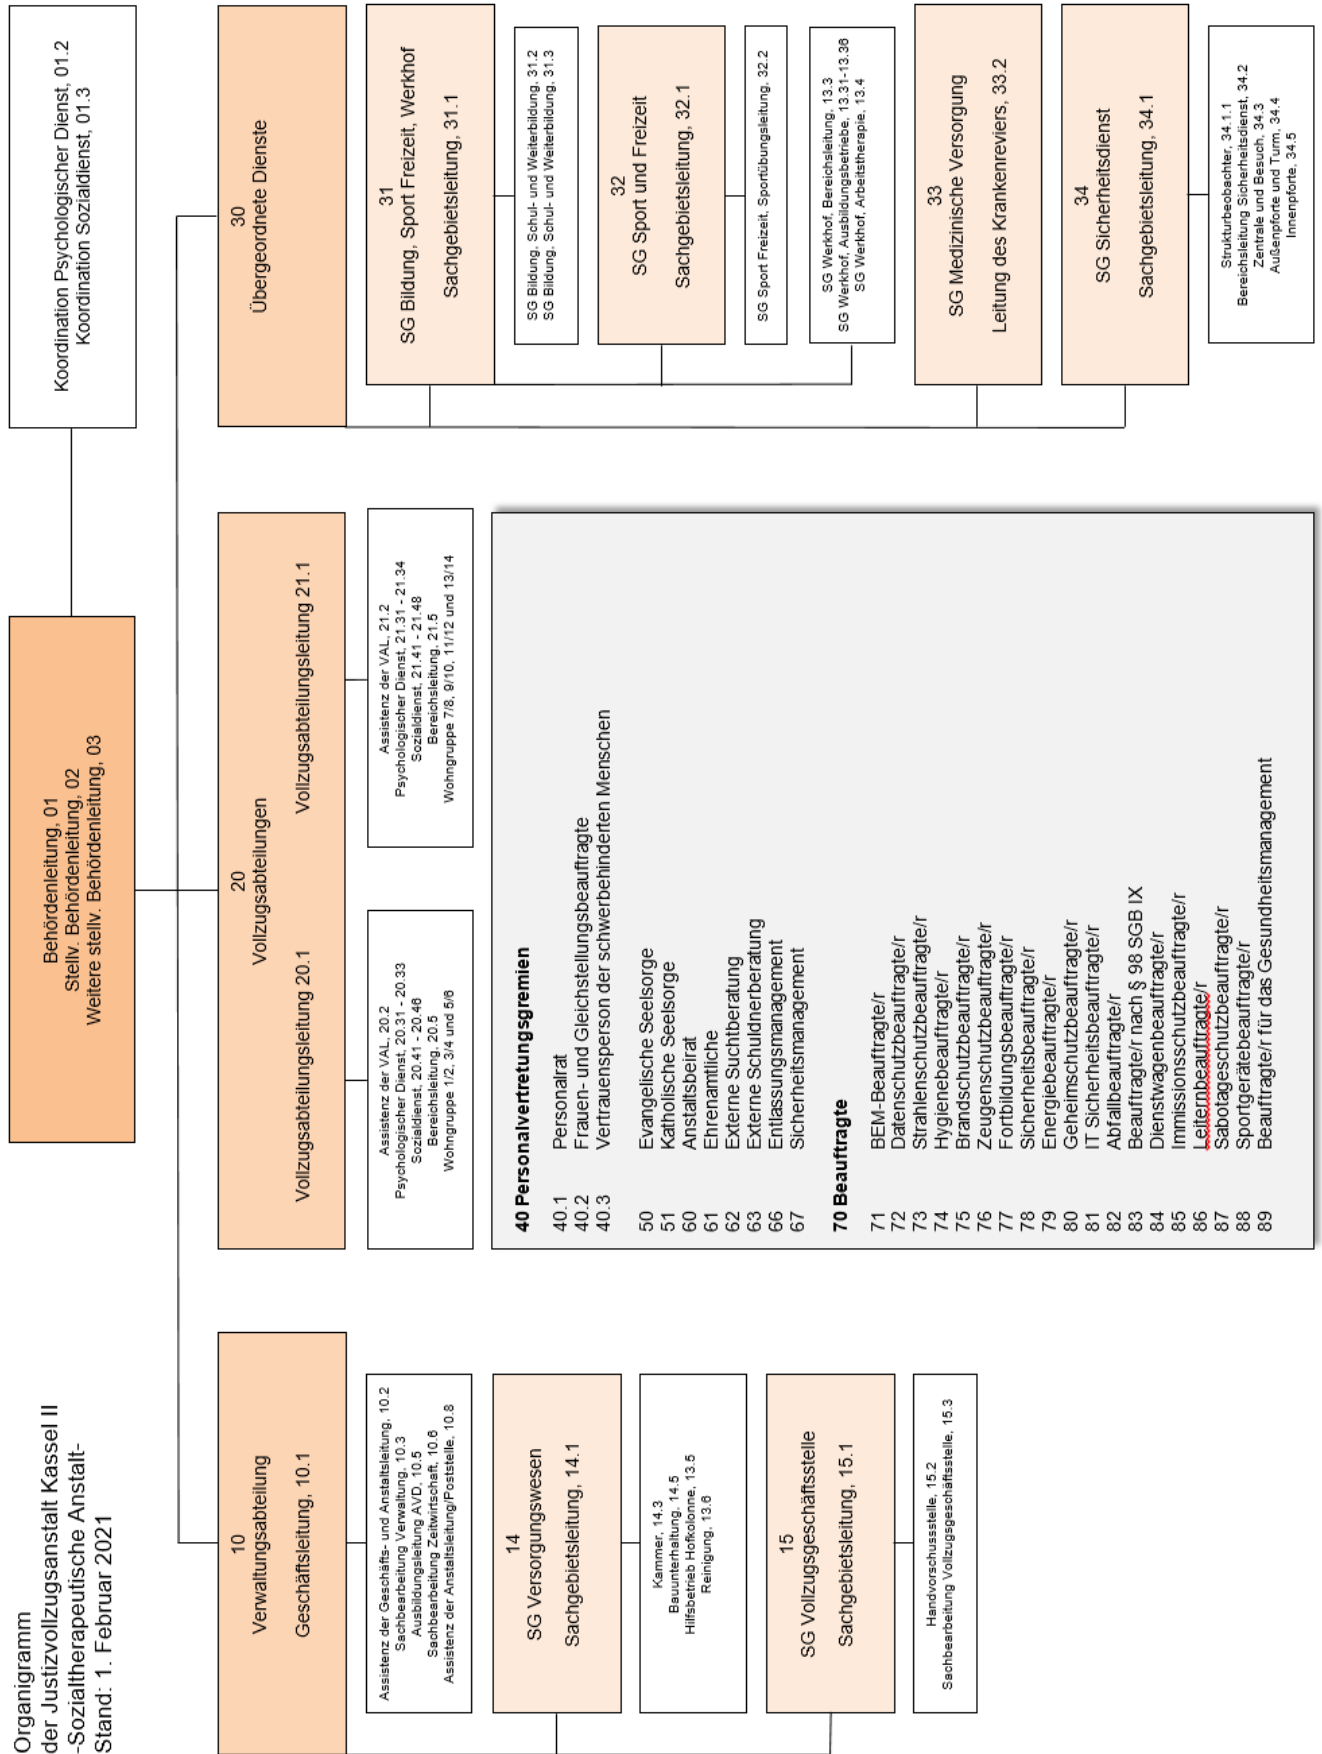 Organigramm
der Justizvollzugsanstalt Kassel II
-Sozialtherapeutische Anstalt-
Stand: 1. Februar 2021
Behördenleitung, 01
Stellv. Behördenleitung, 02
Weitere stellv. Behördenleitung, 03
Koordination Psychologischer Dienst, 01.2
Koordination Sozialdienst, 01.3
10
Verwaltungsabteilung
Geschäftsleitung, 10.1
Assistenz der Geschäfts- und Anstaltsleitung, 10.2
Sachbearbeitung Verwaltung, 10.3
Ausbildungsleitung AVD, 10.5
Sachbearbeitung Zeitwirtschaft, 10.6
Assistenz der Anstaltsleitung/Poststelle, 10.8
14
SG Versorgungswesen
Sachgebietsleitung, 14.1
Kammer, 14.3
Bauunterhaltung, 14.5
Hilfsbetrieb Hofkolonne, 13.5
Reinigung, 13.6
15
SG Vollzugsgeschäftsstelle
Sachgebietsleitung, 15.1
Handvorschussstelle, 15.2
Sachbearbeitung Vollzugsgeschäftsstelle, 15.3
20
Vollzugsabteilungen
Vollzugsabteilungsleitung 20.1
Vollzugsabteilungsleitung 21.1
Assistenz der VAL, 20.2
Psychologischer Dienst, 20.31 - 20.33
Sozialdienst, 20.41 - 20.46
Bereichsleitung, 20.5
Wohngruppe 1/2, 3/4 und 5/6
Assistenz der VAL, 21.2
Psychologischer Dienst, 21.31 - 21.34
Sozialdienst, 21.41 - 21.48
Bereichsleitung, 21.5
Wohngruppe 7/8, 9/10, 11/12 und 13/14
40 Personalvertretungsgremien
40.1 Personalrat
40.2 Frauen- und Gleichstellungsbeauftragte
40.3 Vertrauensperson der schwerbehinderten Menschen
50 Evangelische Seelsorge
51 Katholische Seelsorge
60 Anstaltsbeirat
61 Ehrenamtliche
62 Externe Suchtberatung
63 Externe Schuldnerberatung
66 Entlassungsmanagement
67 Sicherheitsmanagement
70 Beauftragte
71 BEM-Beauftragte/r
72 Datenschutzbeauftragte/r
73 Strahlenschutzbeauftragte/r
74 Hygienebeauftragte/r
75 Brandschutzbeauftragte/r
76 Zeugenschutzbeauftragte/r
77 Fortbildungsbeauftragte/r
78 Sicherheitsbeauftragte/r
79 Energiebeauftragte/r
80 Geheimschutzbeauftragte/r
81 IT Sicherheitsbeauftragte/r
82 Abfallbeauftragte/r
83 Beauftragte/r nach § 98 SGB IX
84 Dienstwagenbeauftragte/r
85 Immissionsschutzbeauftragte/r
86 Leiternbeauftragte/r
87 Sabotageschutzbeauftragte/r
88 Sportgerätebeauftragte/r
89 Beauftragte/r für das Gesundheitsmanagement
30
Übergeordnete Dienste
31
SG Bildung, Sport Freizeit, Werkhof
Sachgebietsleitung, 31.1
SG Bildung, Schul- und Weiterbildung, 31.2
SG Bildung, Schul- und Weiterbildung, 31.3
32
SG Sport und Freizeit
Sachgebietsleitung, 32.1
SG Sport Freizeit, Sportübungsleitung, 32.2
SG Werkhof, Bereichsleitung, 13.3
SG Werkhof, Ausbildungsbetriebe, 13.31-13.36
SG Werkhof, Arbeitstherapie, 13.4
33
SG Medizinische Versorgung
Leitung des Krankenreviers, 33.2
34
SG Sicherheitsdienst
Sachgebietsleitung, 34.1
Strukturbeobachter, 34.1.1
Bereichsleitung Sicherheitsdienst, 34.2
Zentrale und Besuch, 34.3
Außenpforte und Turm, 34.4
Innenpforte, 34.5